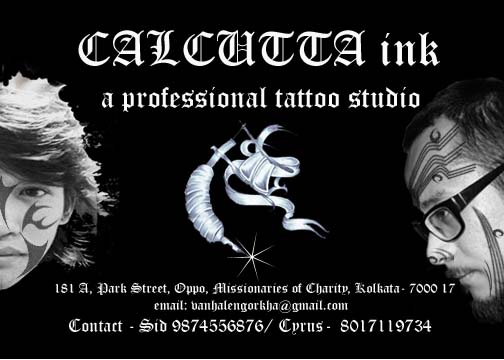 CALCUTTA ink
a professional tattoo studio
181 A, Park Street, Oppo, Missionaries of Charity, Kolkata- 7000 17
email: vanhalengorkha@gmail.com
Contact - Sid 9874556876/ Cyrus- 8017119734